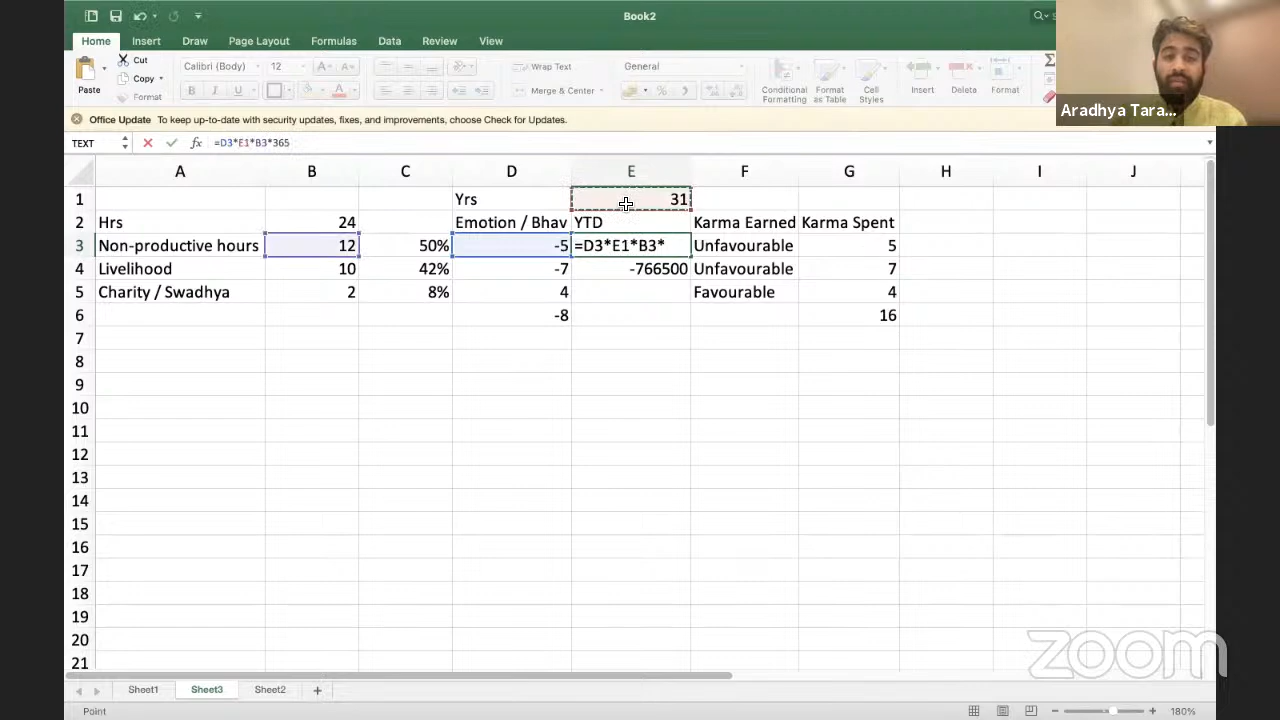 Book2
Home Insert Draw Page Layout Formulas Data Review View
Paste Cut Copy Format Calibri (Body) 12 A A B I U A Wrap Text Merge & Center General % Conditional Formatting Format as Table Cell Styles Insert Delete Format
Aradhya Tara...
Office Update To keep up-to-date with security updates, fixes, and improvements, choose Check for Updates.
TEXT fx =D3*E1*B3*365
A B C D E F G H I J
1 Yrs 31
2 Hrs 24 Emotion / Bhav YTD Karma Earned Karma Spent
3 Non-productive hours 12 50% -5 =D3*E1*B3* Unfavourable 5
4 Livelihood 10 42% -7 -766500 Unfavourable 7
5 Charity / Swadhya 2 8% 4 Favourable 4
6 -8 16
7
8
9
10
11
12
13
14
15
16
17
18
19
20
21
zoom
Sheet1 Sheet3 Sheet2 +
Point 180%